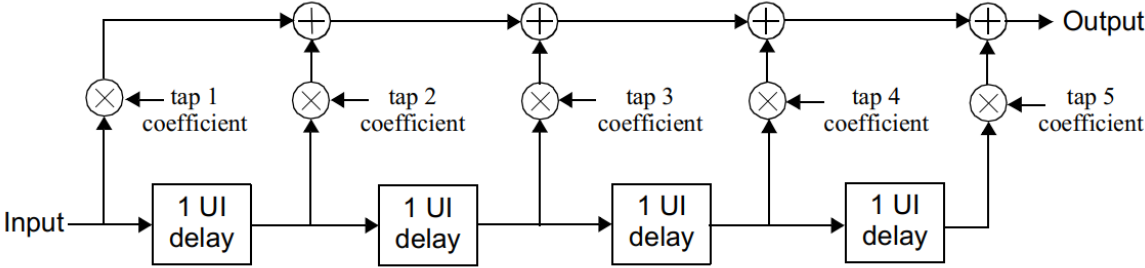 Output
tap 1
coefficient
tap 2
coefficient
tap 3
coefficient
tap 4
coefficient
tap 5
coefficient
Input
1 UI
delay
1 UI
delay
1 UI
delay
1 UI
delay